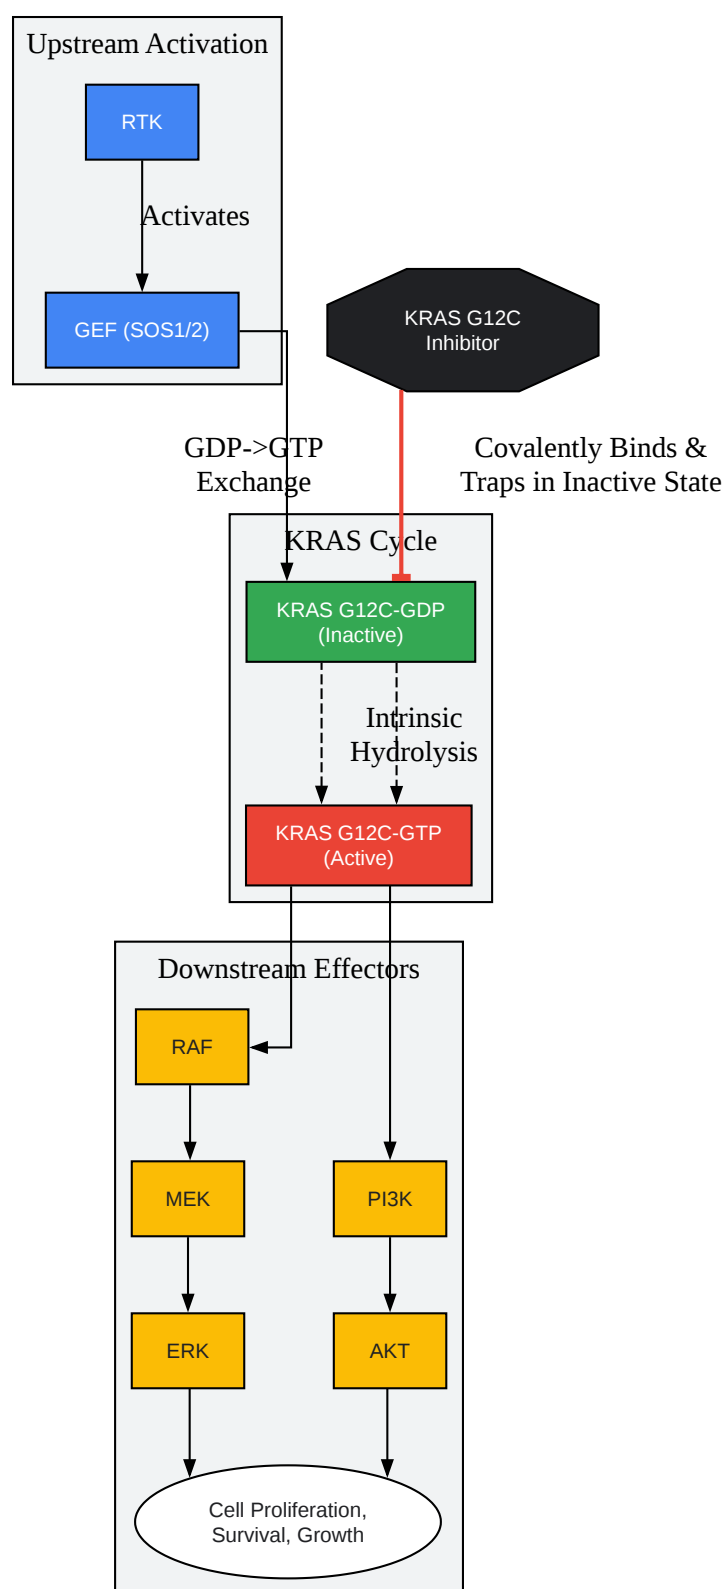 Upstream Activation
RTK
Activates
GEF (SOS1/2)
KRAS G12C
Inhibitor
GDP->GTP
Exchange
Covalently Binds &
Traps in Inactive State
KRAS Cycle
KRAS G12C-GDP
(Inactive)
Intrinsic
Hydrolysis
KRAS G12C-GTP
(Active)
Downstream Effectors
RAF
MEK
PI3K
ERK
AKT
Cell Proliferation,
Survival, Growth